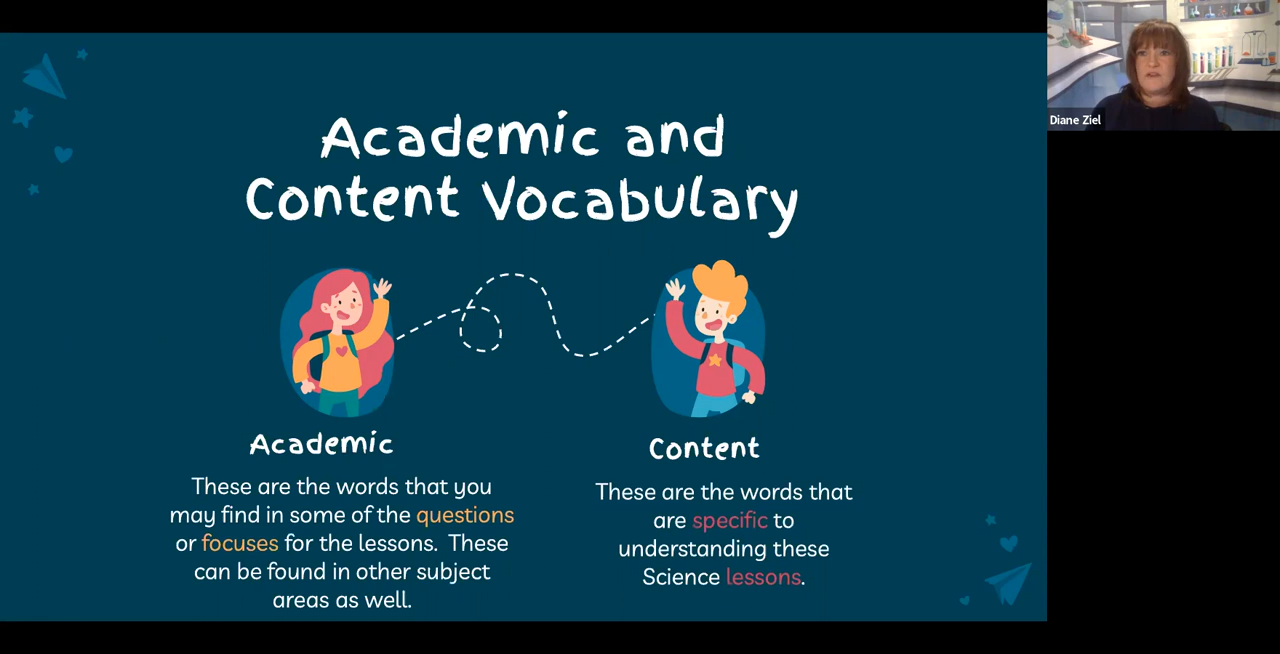 Academic and
Content Vocabulary
Academic
These are the words that you
may find in some of the questions
or focuses for the lessons. These
can be found in other subject
areas as well.
Content
These are the words that
are specific to
understanding these
Science lessons.
Diane Ziel